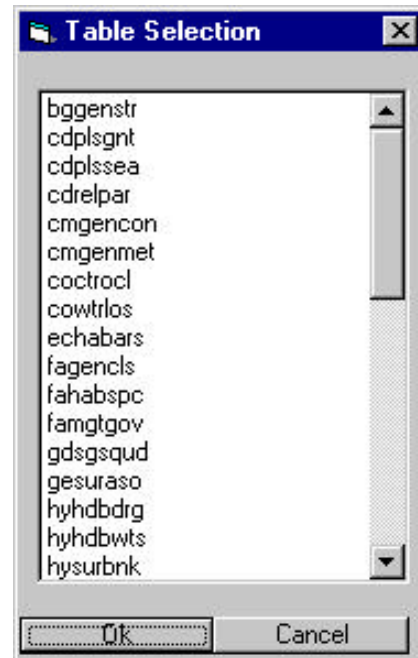 Table Selection
bggenstr
cdplsgnt
cdplssea
cdrelpar
cmgencon
cmgenmet
coctrocl
cowtrlos
echabars
fagencls
fahabspc
famgtgov
gdsgsqud
gesuraso
hyhdbdrg
hyhdbwts
hysurbnk
Ok
Cancel